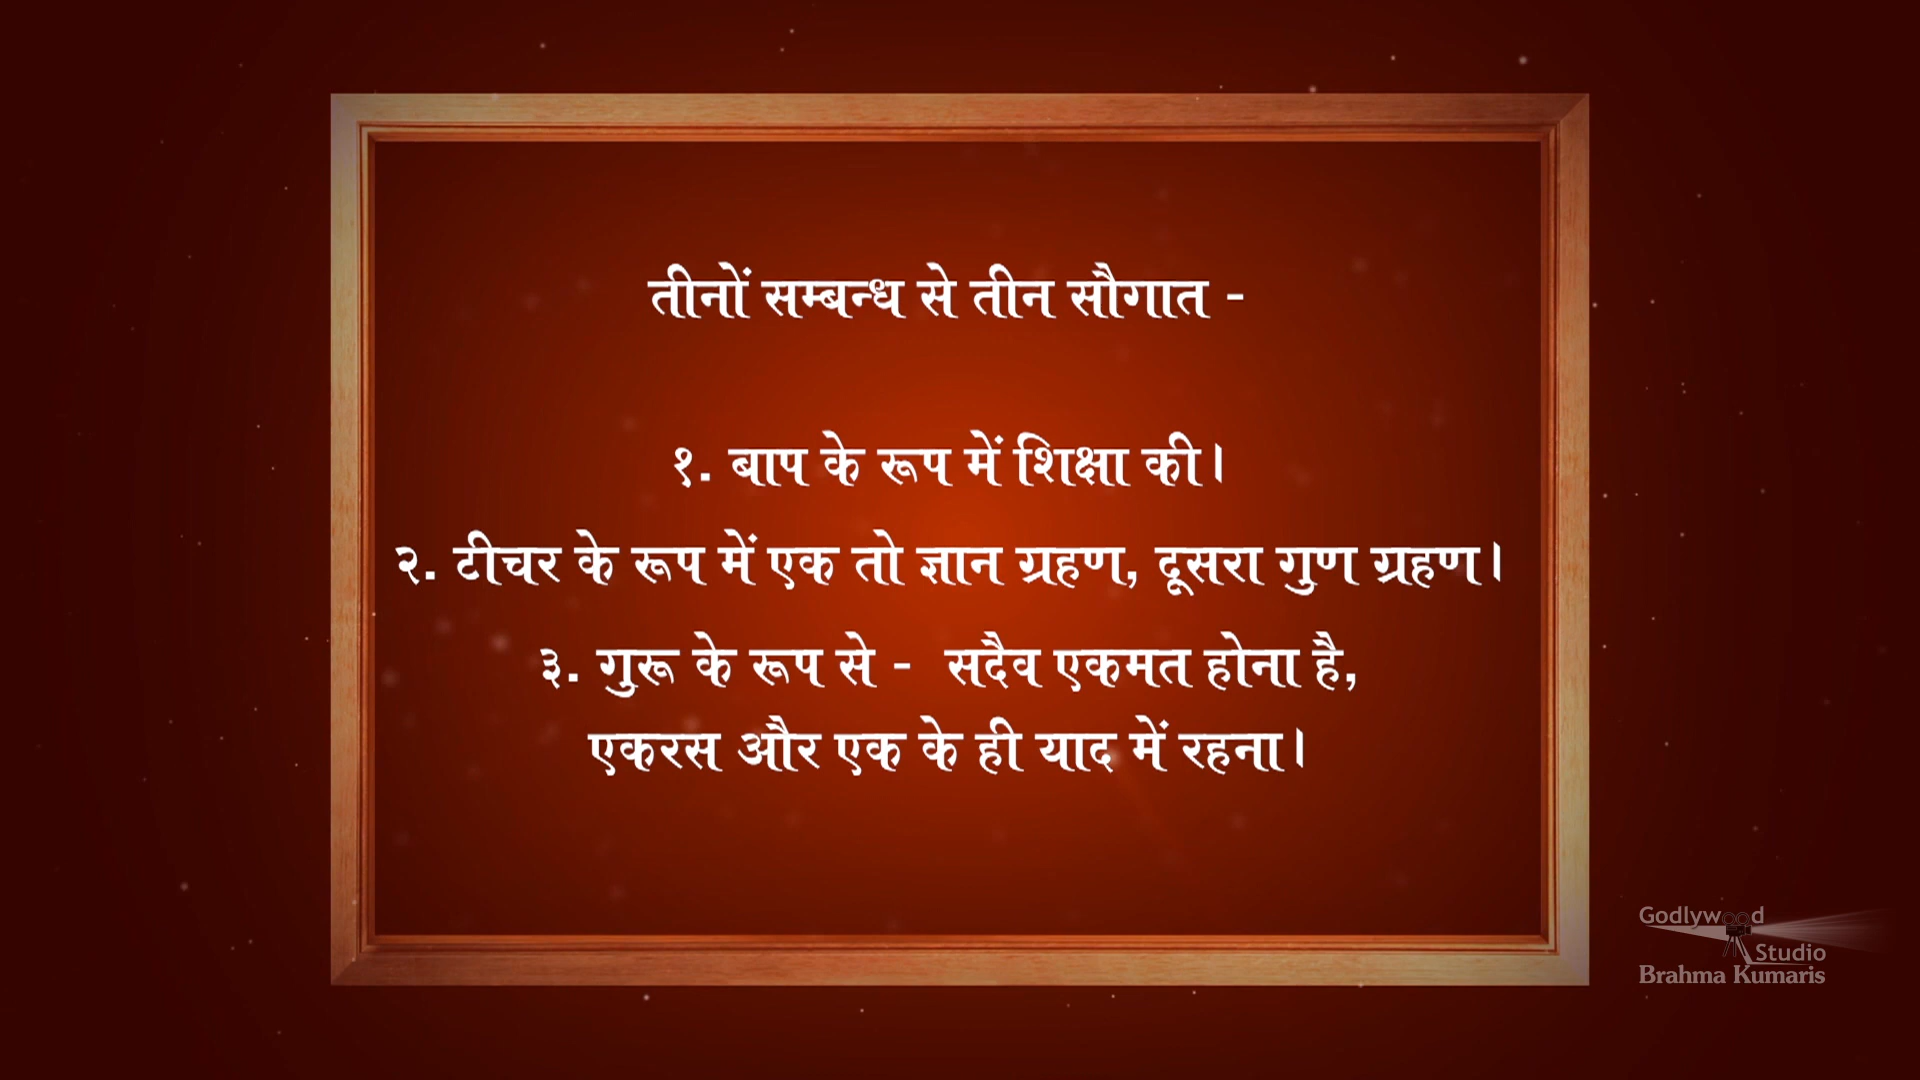 तीनों सम्बन्ध से तीन सौगात -
१. बाप के रूप में शिक्षा की।
२. टीचर के रूप में एक तो ज्ञान ग्रहण, दूसरा गुण ग्रहण।
३. गुरू के रूप से - सदैव एकमत होना है,
एकरस और एक के ही याद में रहना।
Godlywood
Studio
Brahma Kumaris